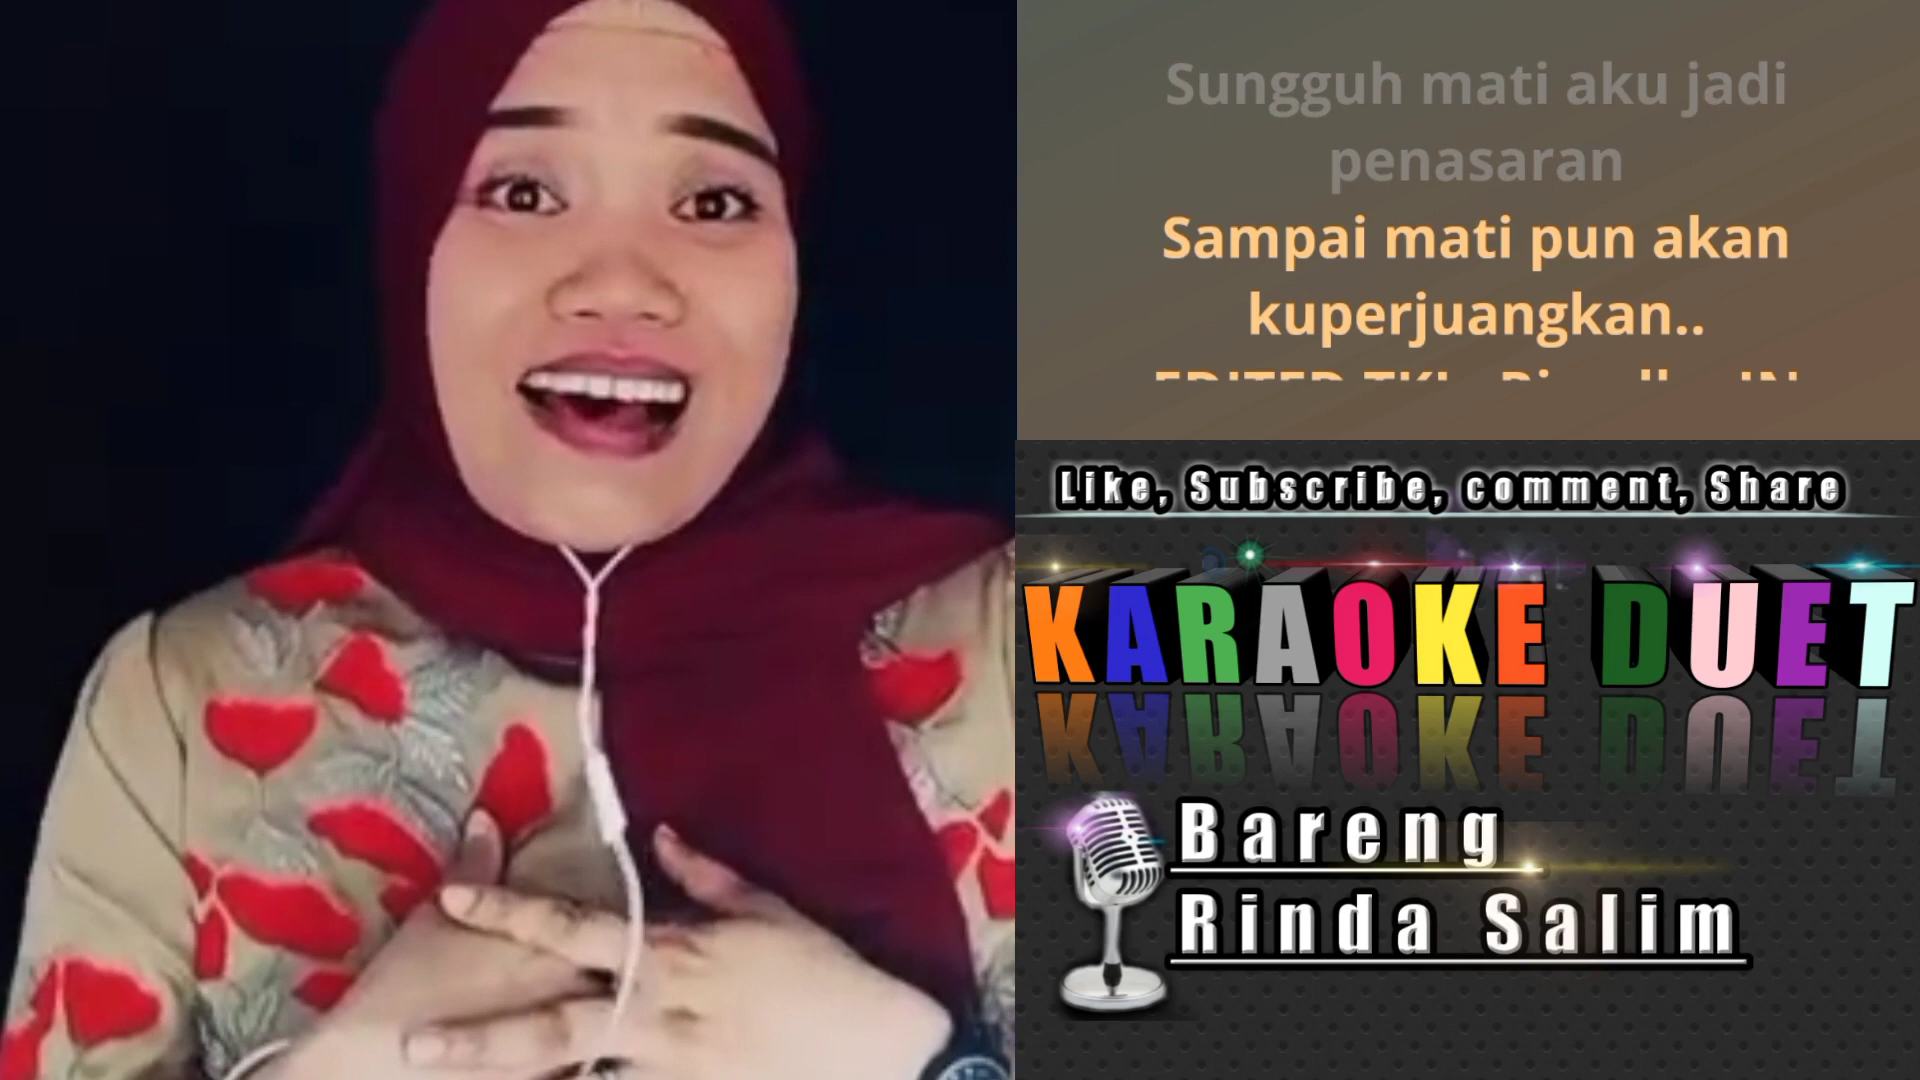 Sungguh mati aku jadi
penasaran
Sampai mati pun akan
kuperjuangkan..
Like, Subscribe, comment, Share
KARAOKE DUET
Bareng
Rinda Salim